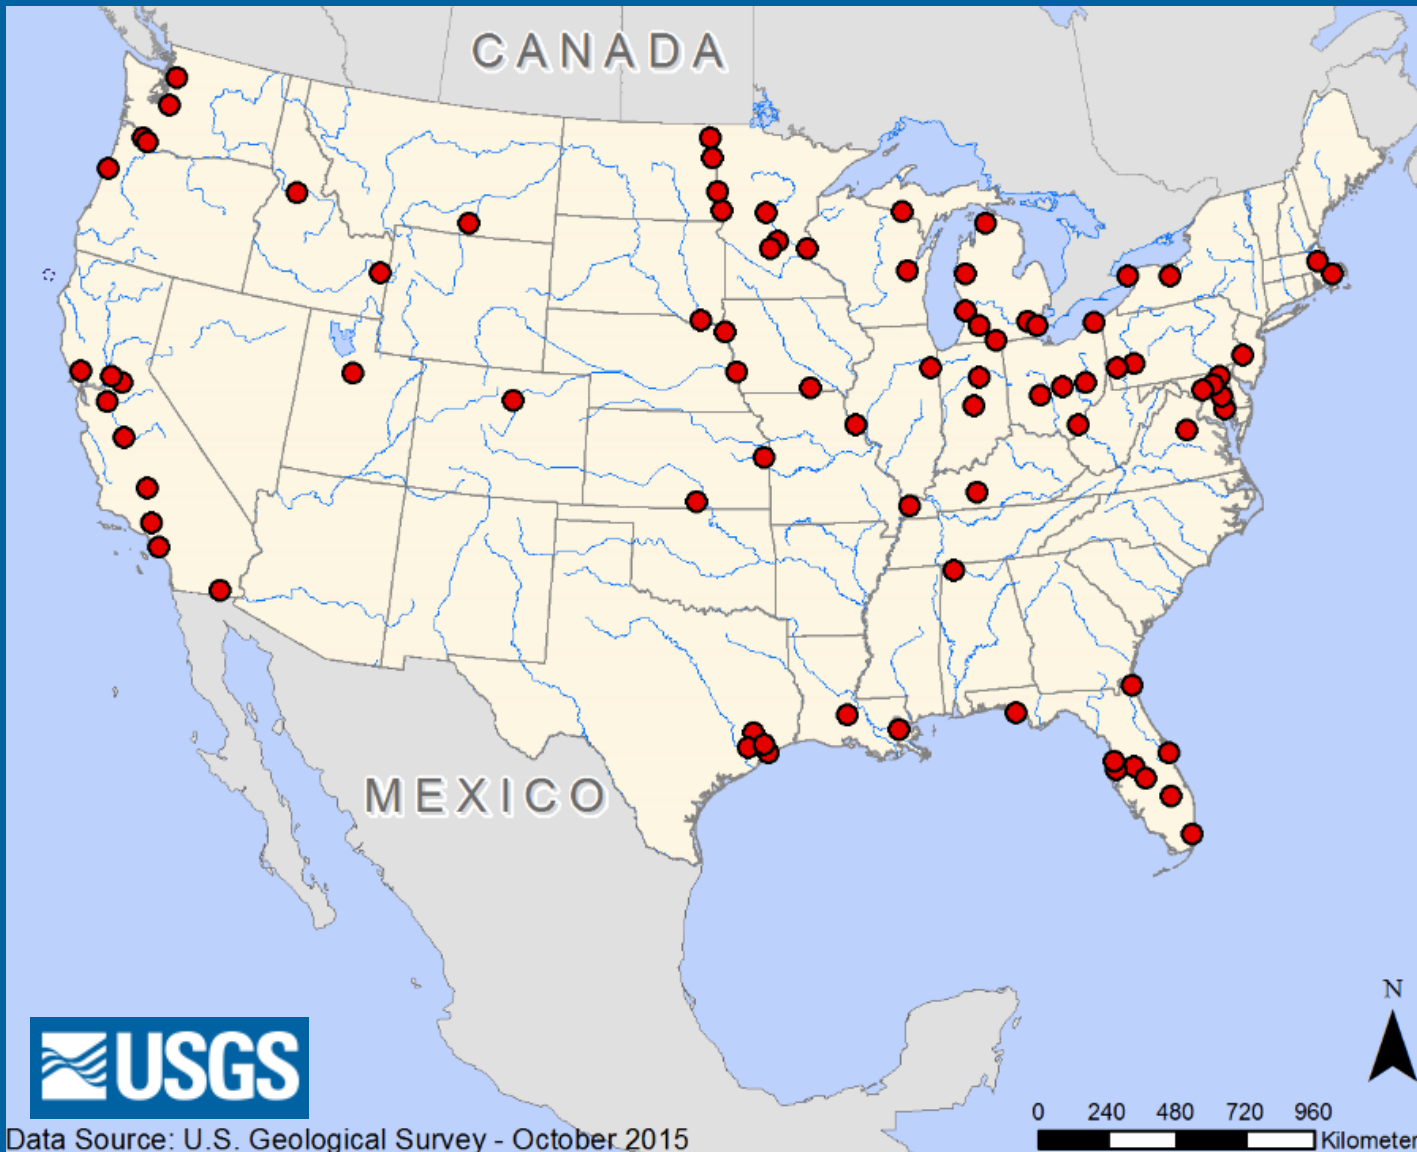 CANADA
MEXICO
N
USGS
0 240 480 720 960
Kilometer
Data Source: U.S. Geological Survey - October 2015